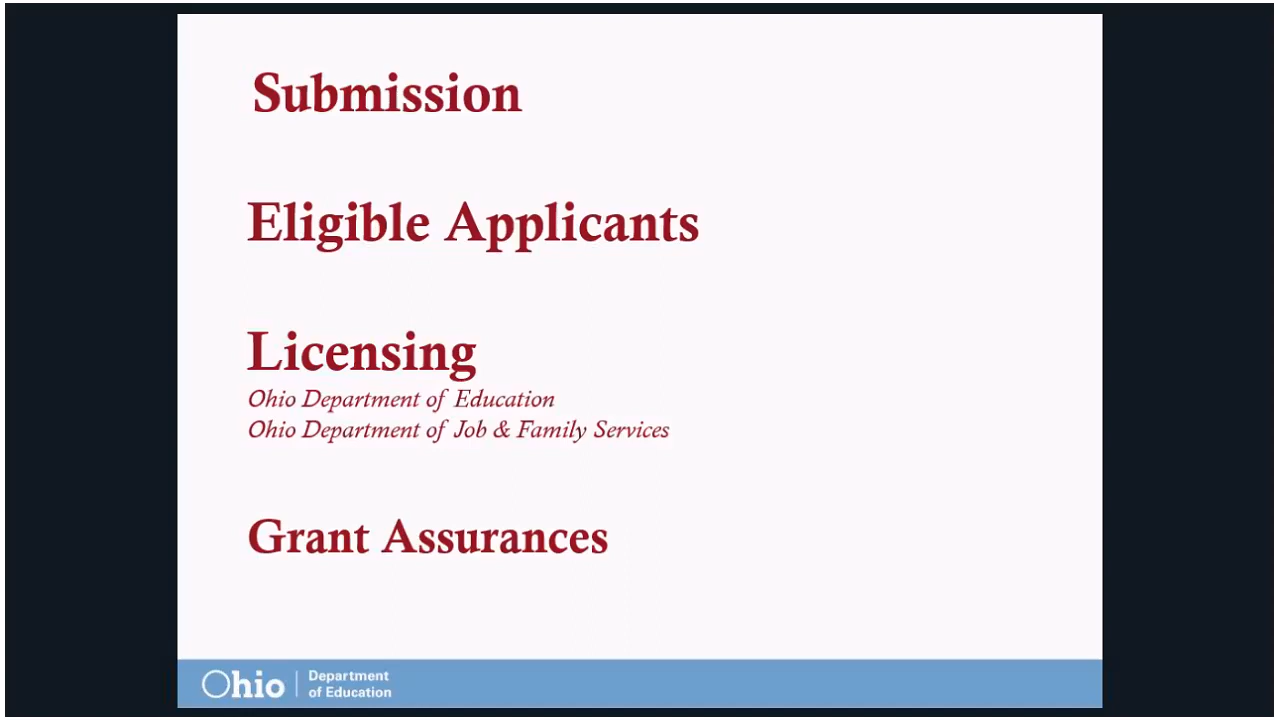 Submission
Eligible Applicants
Licensing
Ohio Department of Education
Ohio Department of Job & Family Services
Grant Assurances
Ohio
Department
of Education